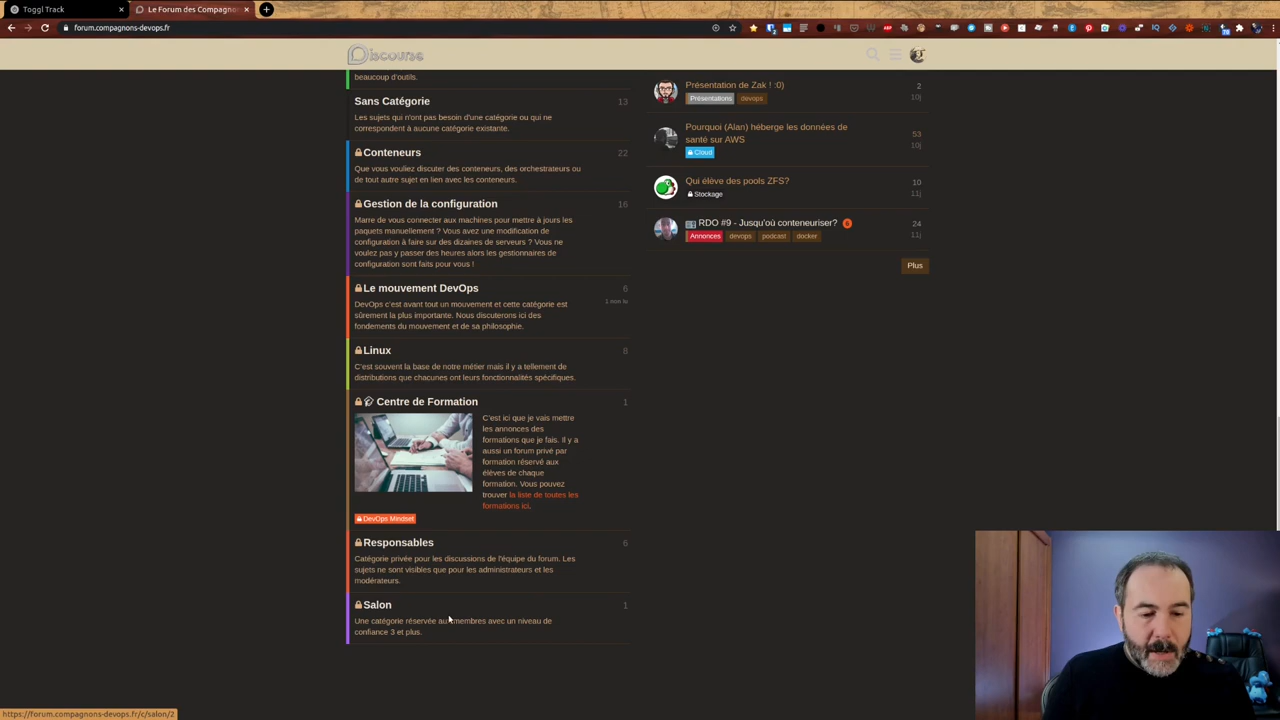 Toggl Track
Le Forum des Compagnon
forum.compagnons-devops.fr
Discourse
beaucoup d'outils.
Sans Catégorie 13
Les sujets qui n'ont pas besoin d'une catégorie ou qui ne
correspondent à aucune catégorie existante.
Conteneurs 22
Que vous vouliez discuter des conteneurs, des orchestrateurs ou
de tout autre sujet en lien avec les conteneurs.
Gestion de la configuration 16
Marre de vous connecter aux machines pour mettre à jours les
paquets manuellement ? Vous avez une modification de
configuration à faire sur des dizaines de serveurs ? Vous ne
voulez pas y passer des heures alors les gestionnaires de
configuration sont faits pour vous !
Le mouvement DevOps 6
1 non lu
DevOps c'est avant tout un mouvement et cette catégorie est
sûrement la plus importante. Nous discuterons ici des
fondements du mouvement et de sa philosophie.
Linux 8
C'est souvent la base de notre métier mais il y a tellement de
distributions que chacunes ont leurs fonctionnalités spécifiques.
Centre de Formation 1
C'est ici que je vais mettre
les annonces des
formations que je fais. Il y a
aussi un forum privé par
formation réservé aux
élèves de chaque
formation. Vous pouvez
trouver la liste de toutes les
formations ici.
DevOps Mindset
Responsables 6
Catégorie privée pour les discussions de l'équipe du forum. Les
sujets ne sont visibles que pour les administrateurs et les
modérateurs.
Salon 1
Une catégorie réservée aux membres avec un niveau de
confiance 3 et plus.
Présentation de Zak ! :0) 2
Présentations devops 10j
Pourquoi (Alan) héberge les données de 53
santé sur AWS 10j
Cloud
Qui élève des pools ZFS? 10
Stockage 11j
RDO #9 - Jusqu'où conteneuriser? 6 24
Annonces devops podcast docker 11j
Plus
https://forum.compagnons-devops.fr/c/salon/2